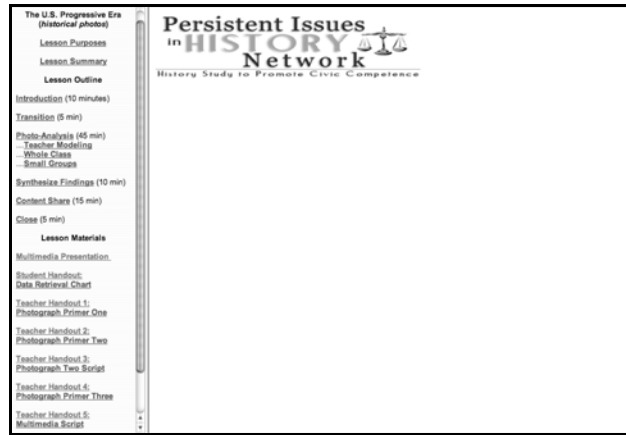 The U.S. Progressive Era
(historical photos)
Lesson Purposes
Lesson Summary
Lesson Outline
Introduction (10 minutes)
Transition (5 min)
Photo-Analysis (45 min)
...Teacher Modeling
...Whole Class
...Small Groups
Synthesize Findings (10 min)
Content Share (15 min)
Close (5 min)
Lesson Materials
Multimedia Presentation
Student Handout:
Data Retrieval Chart
Teacher Handout 1:
Photograph Primer One
Teacher Handout 2:
Photograph Primer Two
Teacher Handout 3:
Photograph Two Script
Teacher Handout 4:
Photograph Primer Three
Teacher Handout 5:
Multimedia Script
Persistent Issues
in HISTORY
Network
History Study to Promote Civic Competence